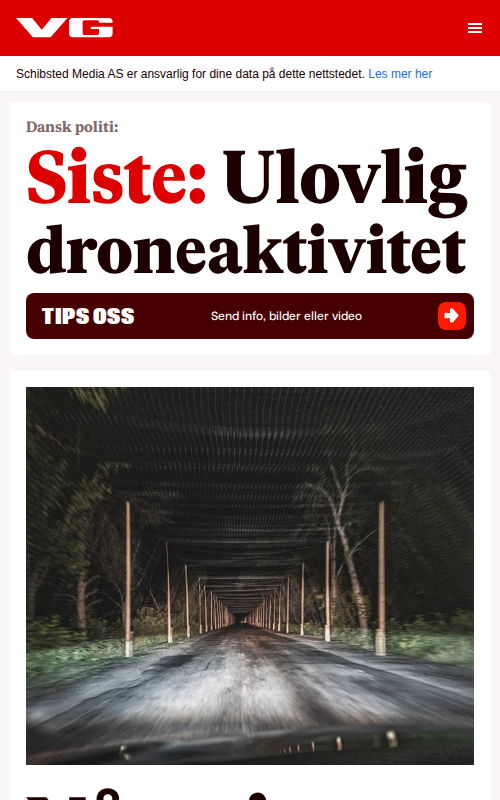 VG
Schibsted Media AS er ansvarlig for dine data på dette nettstedet. Les mer her
Dansk politi:
Siste: Ulovlig
droneaktivitet
TIPS OSS
Send info, bilder eller video